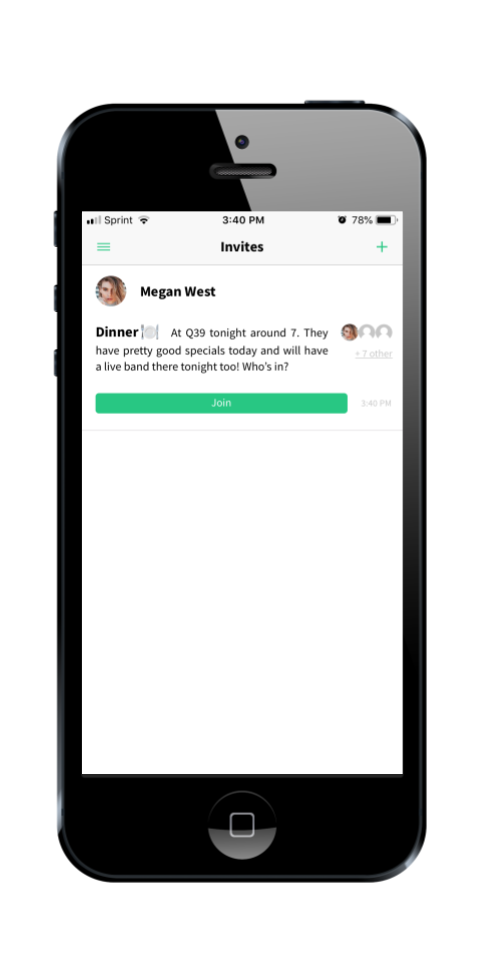 Sprint 3:40 PM 78%
Invites +
Megan West
Dinner🍽️ At Q39 tonight around 7. They
have pretty good specials today and will have
a live band there tonight too! Who's in?
+ 7 other
Join 3:40 PM